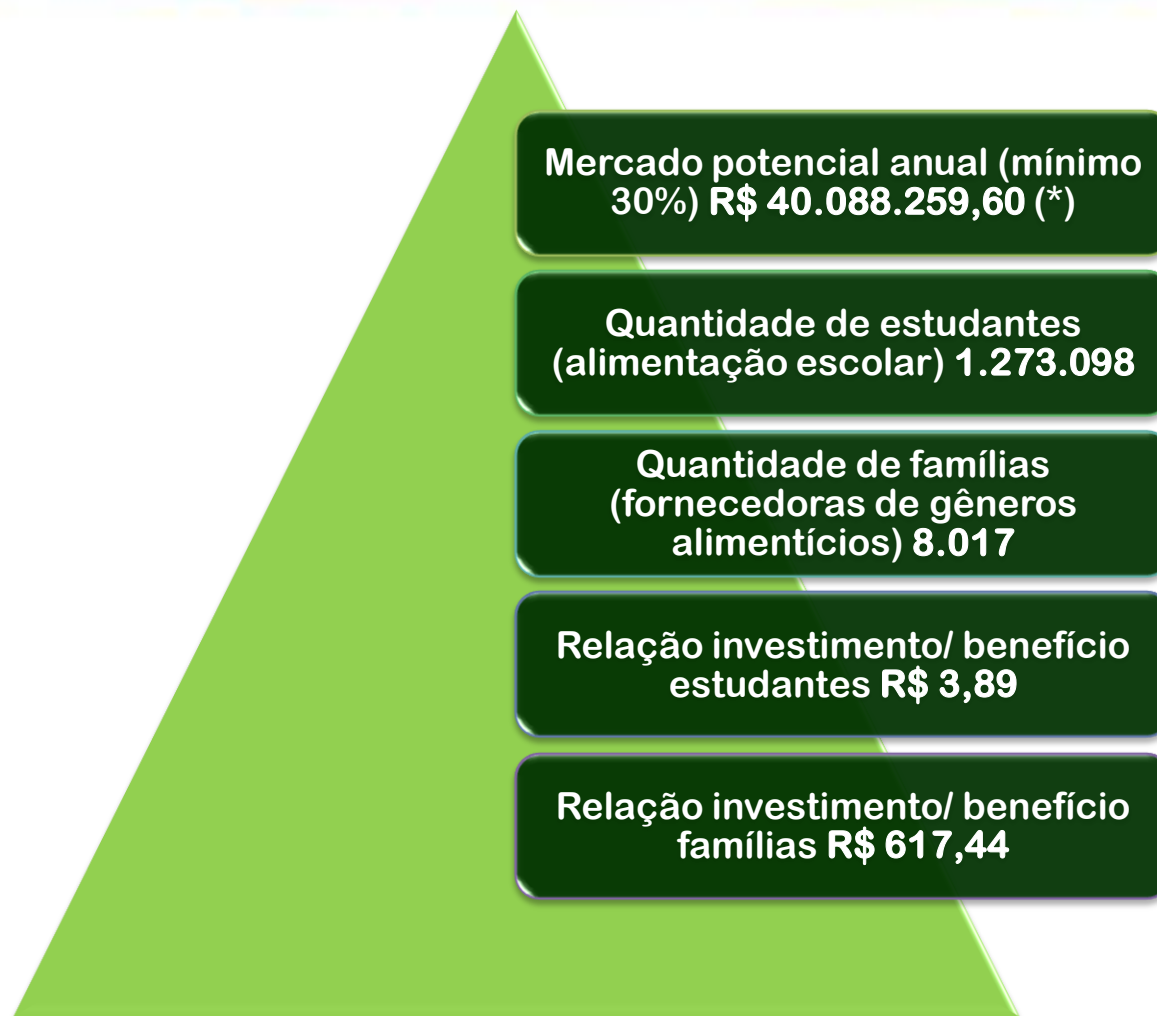 Mercado potencial anual (mínimo
30%) R$ 40.088.259,60 (*)
Quantidade de estudantes
(alimentação escolar) 1.273.098
Quantidade de famílias
(fornecedoras de gêneros
alimentícios) 8.017
Relação investimento/ benefício
estudantes R$ 3,89
Relação investimento/ benefício
famílias R$ 617,44